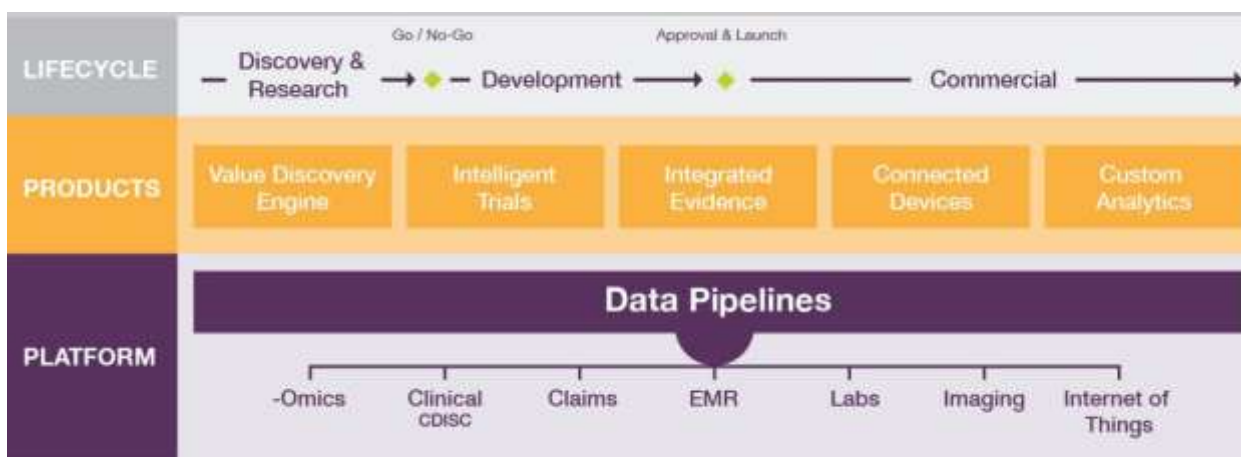 Go / No-Go
Approval & Launch
LIFECYCLE
Discovery &
Research
Development
Commercial
PRODUCTS
Value Discovery
Engine
Intelligent
Trials
Integrated
Evidence
Connected
Devices
Custom
Analytics
PLATFORM
Data Pipelines
-Omics
Clinical
CDISC
Claims
EMR
Labs
Imaging
Internet of
Things